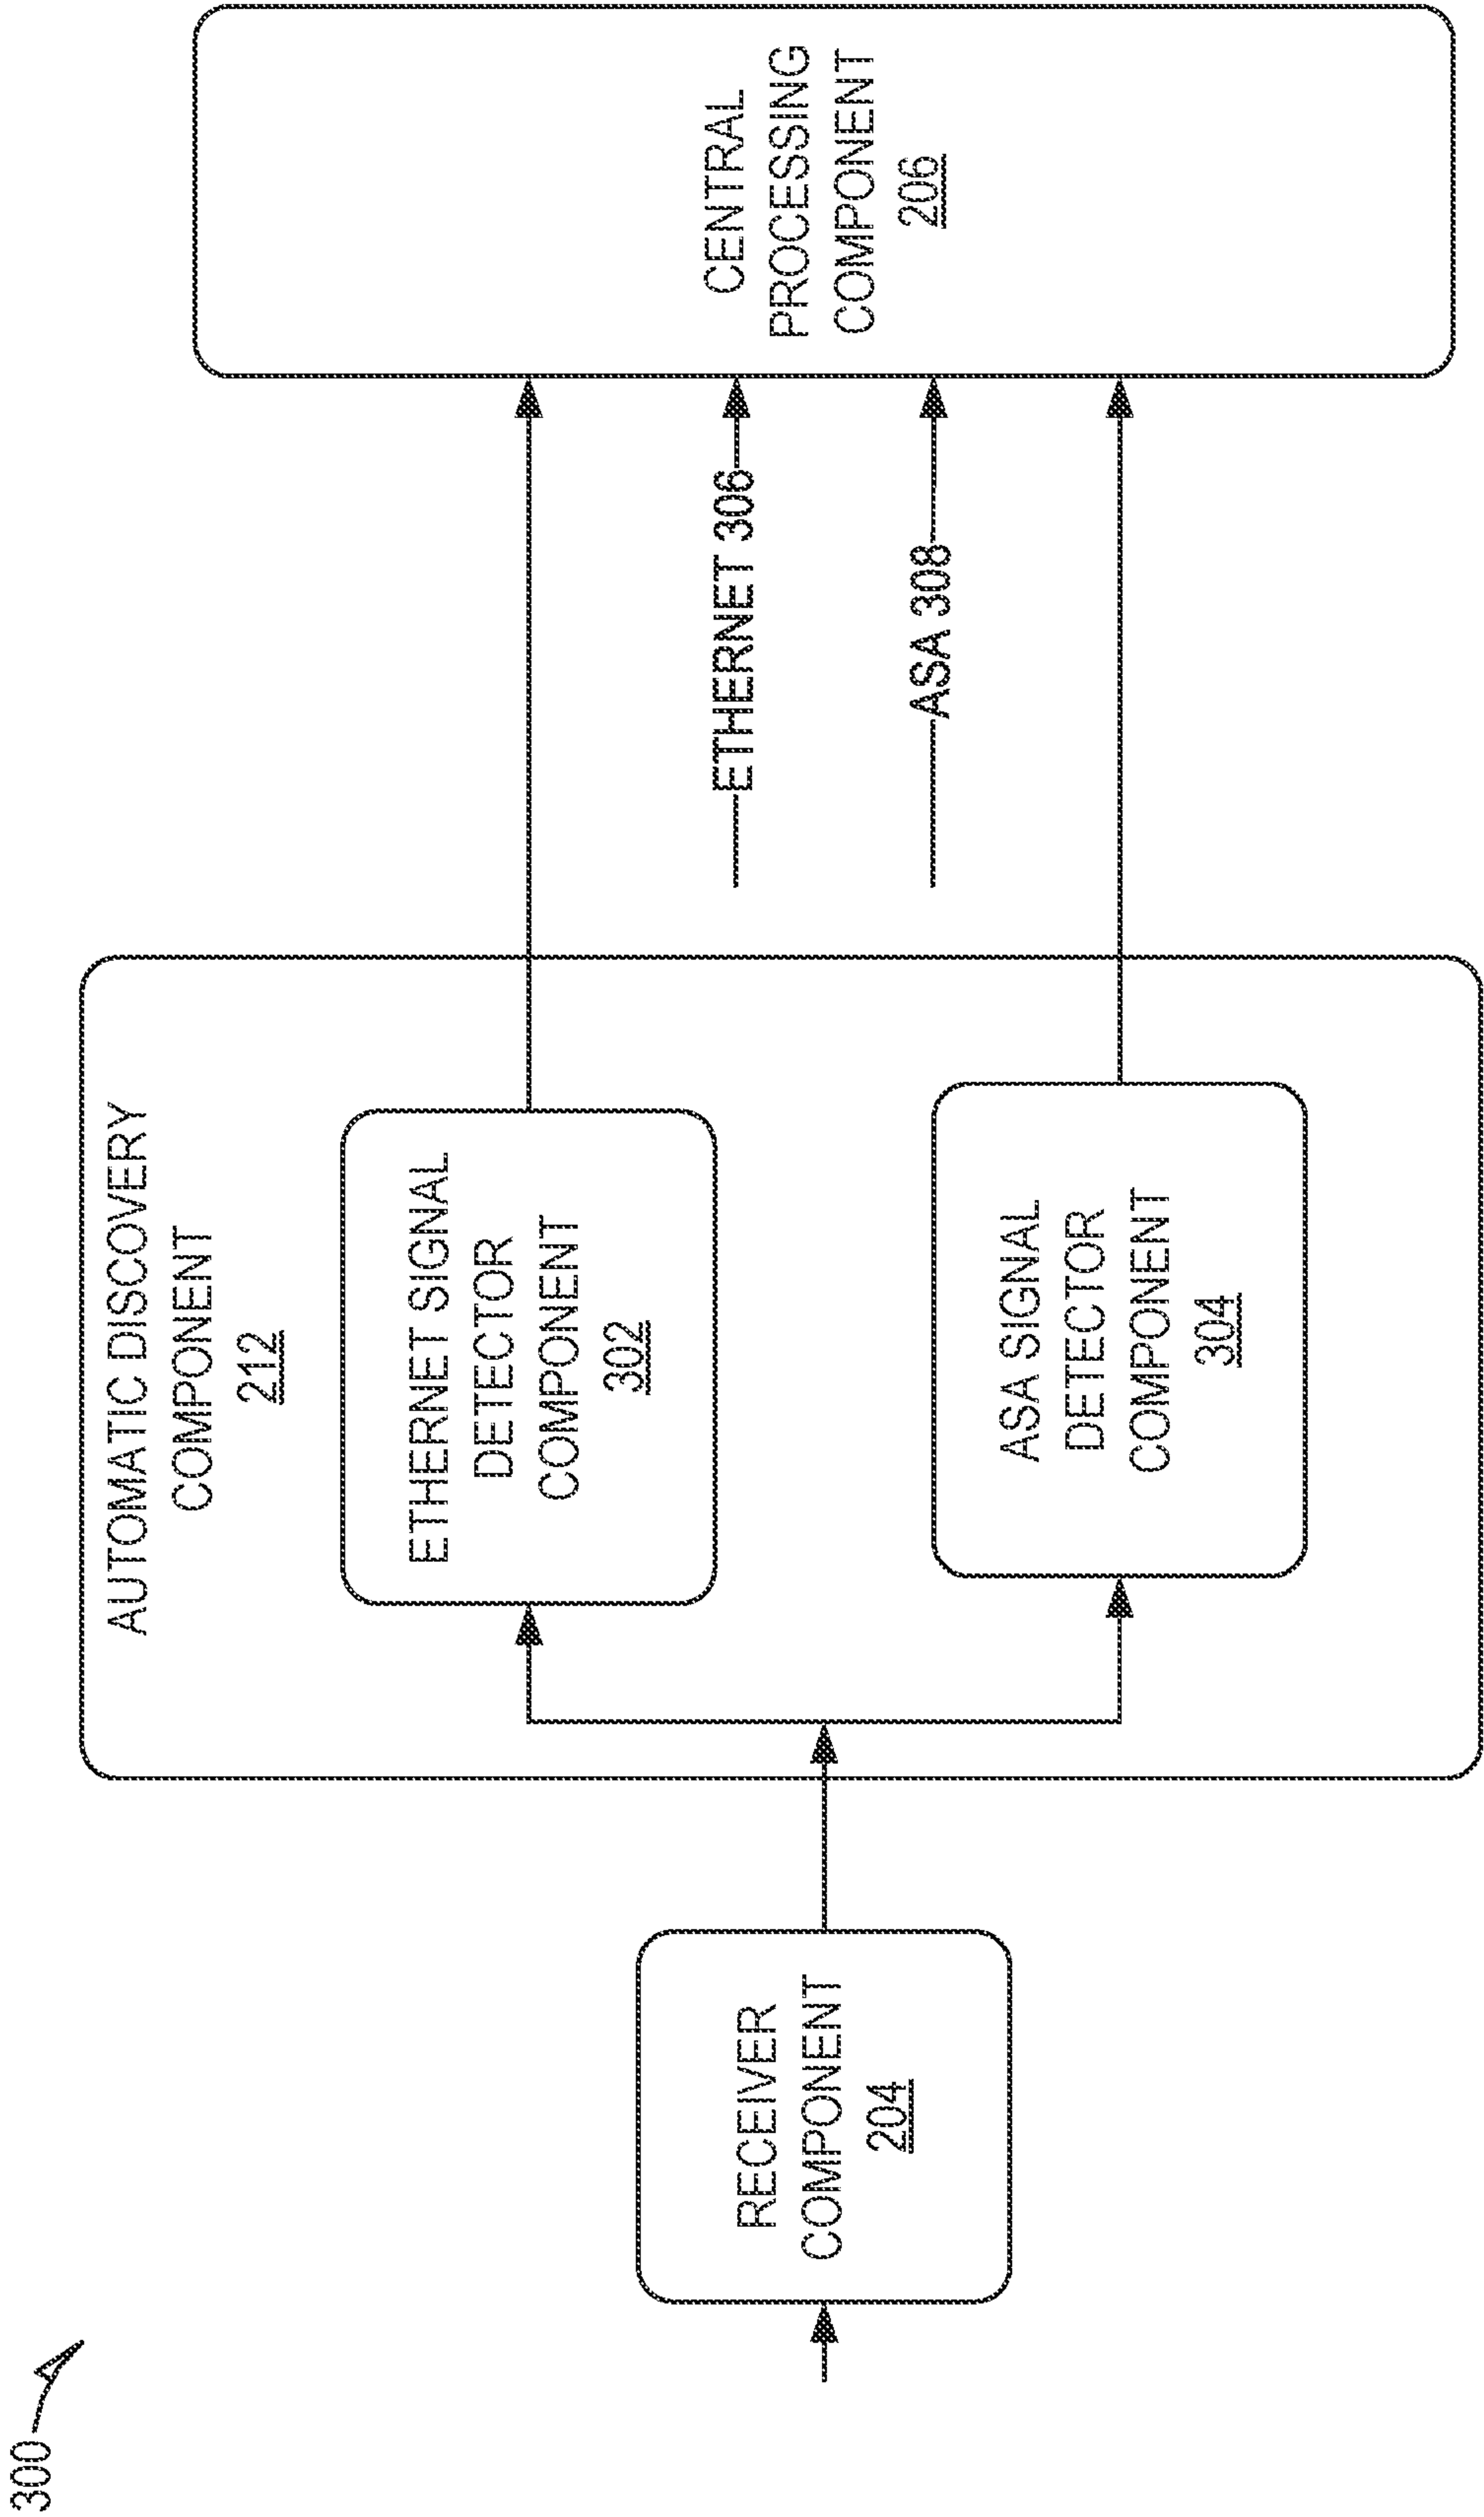 300
RECEIVER
COMPONENT
204
AUTOMATIC DISCOVERY
COMPONENT
212
ETHERNET SIGNAL
DETECTOR
COMPONENT
302
ASA SIGNAL
DETECTOR
COMPONENT
304
ETHERNET 306
ASA 308
CENTRAL
PROCESSING
COMPONENT
206